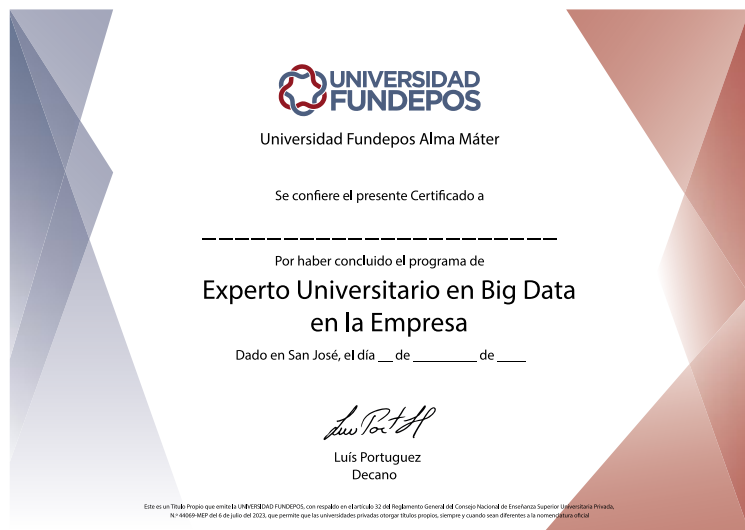 UNIVERSIDAD
FUNDEPOS
Universidad Fundepos Alma Máter
Se confiere el presente Certificado a
_ _ _ _ _ _ _ _ _ _ _ _ _ _ _ _ _ _ _ _ _ _
Por haber concluido el programa de
Experto Universitario en Big Data
en la Empresa
Dado en San José, el día __ de ________ de ____
Luís Portuguez
Decano
Este es un Título Propio que emite la UNIVERSIDAD FUNDEPOS, con respaldo en el artículo 32 del Reglamento General del Consejo Nacional de Enseñanza Superior Universitaria Privada,
N.º 44069-MEP del 6 de julio del 2023, que permite que las universidades privadas otorgar títulos propios, siempre y cuando sean diferentes a la nomenclatura oficial